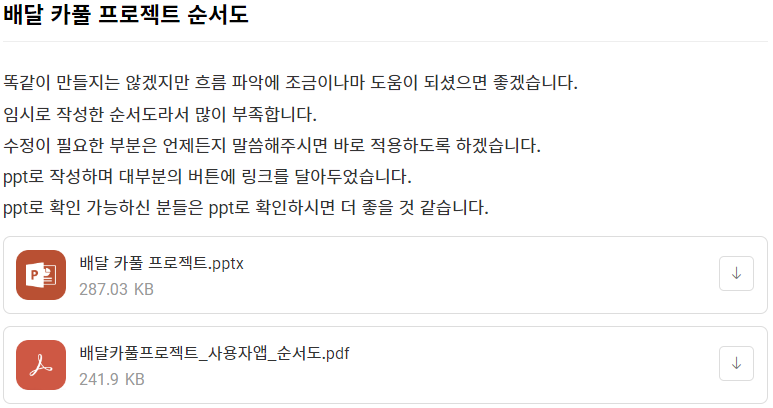 배달 카풀 프로젝트 순서도
똑같이 만들지는 않겠지만 흐름 파악에 조금이나마 도움이 되셨으면 좋겠습니다.
임시로 작성한 순서도라서 많이 부족합니다.
수정이 필요한 부분은 언제든지 말씀해주시면 바로 적용하도록 하겠습니다.
ppt로 작성하며 대부분의 버튼에 링크를 달아두었습니다.
ppt로 확인 가능하신 분들은 ppt로 확인하시면 더 좋을 것 같습니다.
P
배달 카풀 프로젝트.pptx
287.03 KB
배달카풀프로젝트_사용자앱_순서도.pdf
241.9 KB